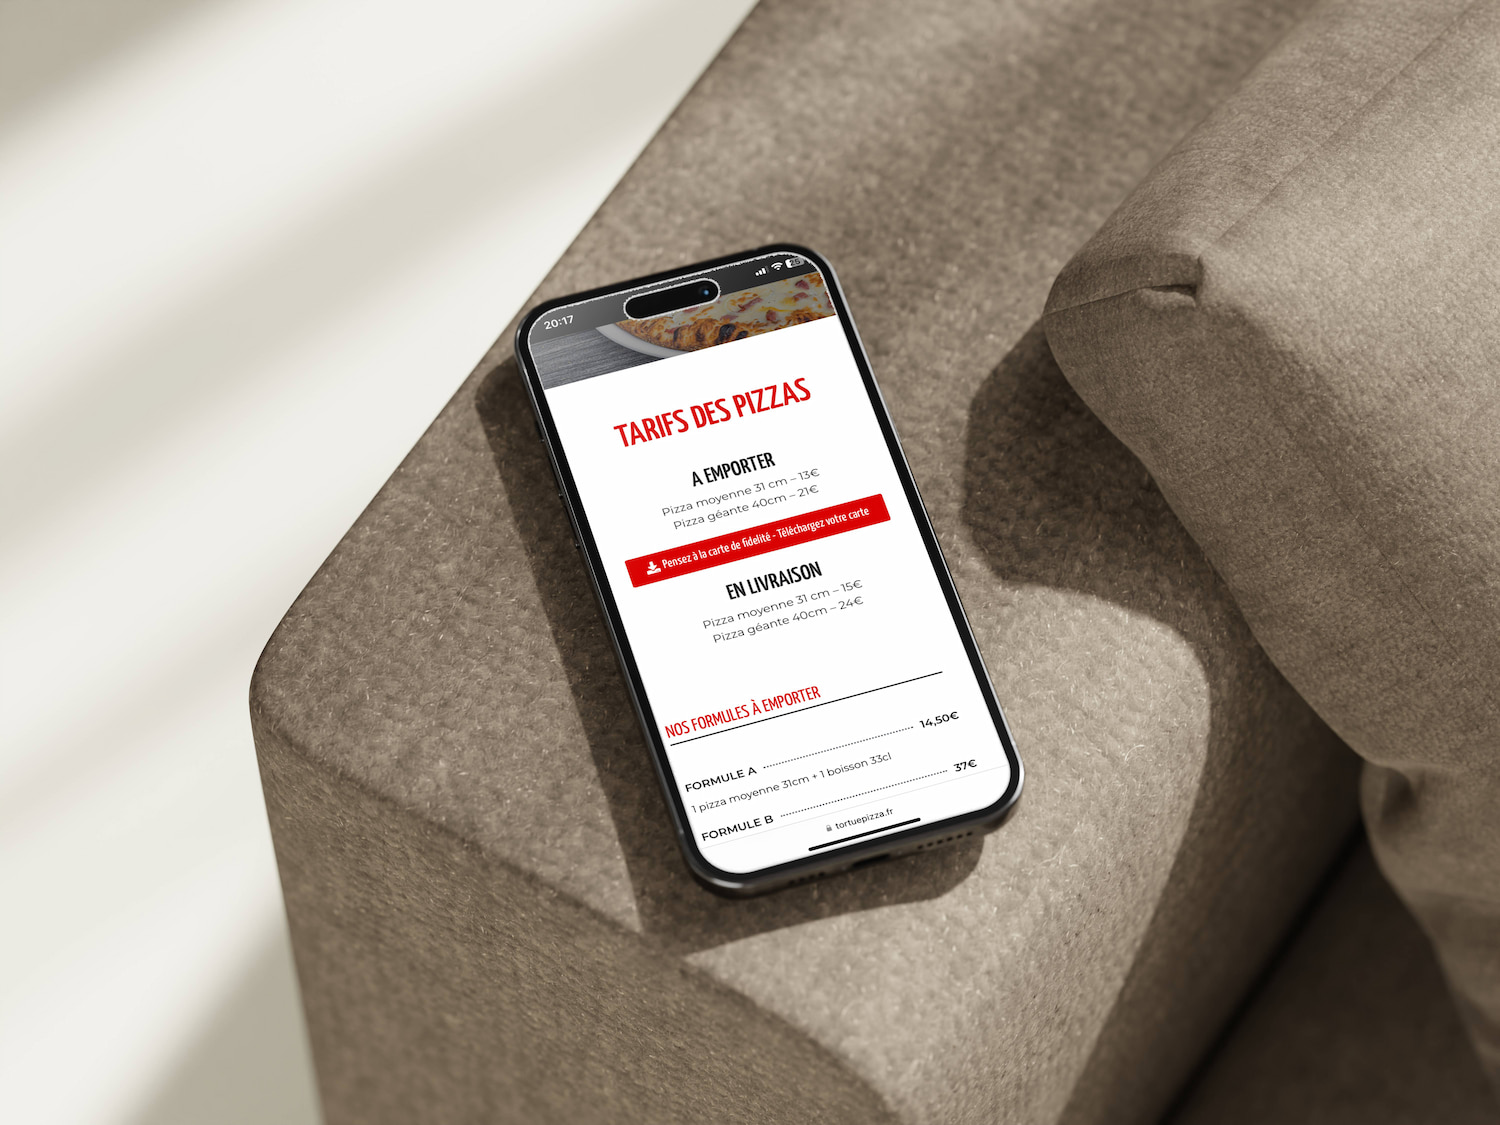 20:17
25
TARIFS DES PIZZAS
A EMPORTER
Pizza moyenne 31 cm – 13€
Pizza géante 40cm – 21€
Pensez à la carte de fidelité - Téléchargez votre carte
EN LIVRAISON
Pizza moyenne 31 cm – 15€
Pizza géante 40cm – 24€
NOS FORMULES À EMPORTER
FORMULE A ........ 14,50€
1 pizza moyenne 31cm + 1 boisson 33cl
FORMULE B ........ 37€
tortuepizza.fr